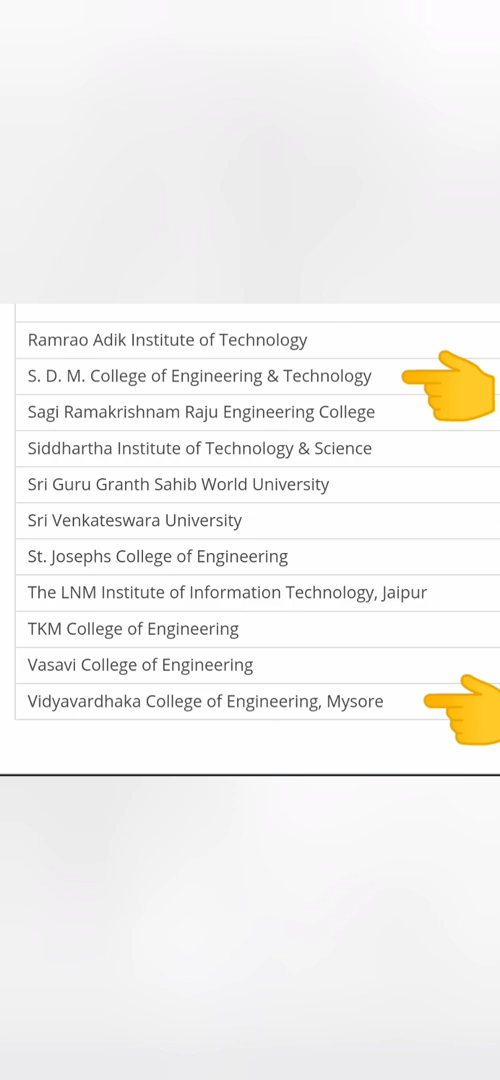 Ramrao Adik Institute of Technology
S. D. M. College of Engineering & Technology
Sagi Ramakrishnam Raju Engineering College
Siddhartha Institute of Technology & Science
Sri Guru Granth Sahib World University
Sri Venkateswara University
St. Josephs College of Engineering
The LNM Institute of Information Technology, Jaipur
TKM College of Engineering
Vasavi College of Engineering
Vidyavardhaka College of Engineering, Mysore